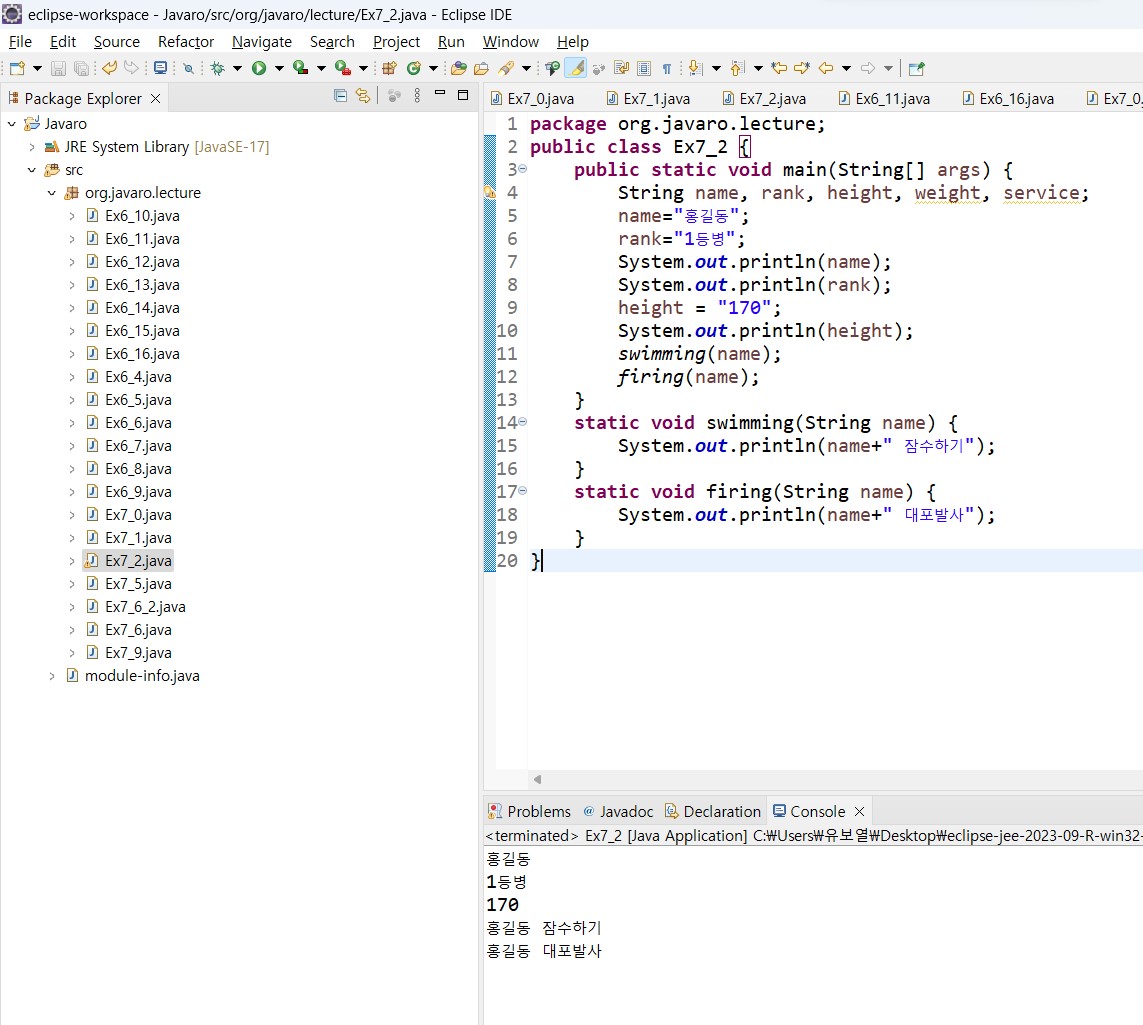 eclipse-workspace - Javaro/src/org/javaro/lecture/Ex7_2.java - Eclipse IDE
File Edit Source Refactor Navigate Search Project Run Window Help
Package Explorer
Javaro
JRE System Library [JavaSE-17]
src
org.javaro.lecture
Ex6_10.java
Ex6_11.java
Ex6_12.java
Ex6_13.java
Ex6_14.java
Ex6_15.java
Ex6_16.java
Ex6_4.java
Ex6_5.java
Ex6_6.java
Ex6_7.java
Ex6_8.java
Ex6_9.java
Ex7_0.java
Ex7_1.java
Ex7_2.java
Ex7_5.java
Ex7_6_2.java
Ex7_6.java
Ex7_9.java
module-info.java
Ex7_0.java Ex7_1.java Ex7_2.java Ex6_11.java Ex6_16.java Ex7_0.
1 package org.javaro.lecture;
2 public class Ex7_2 {
3 public static void main(String[] args) {
4 String name, rank, height, weight, service;
5 name="홍길동";
6 rank="1등병";
7 System.out.println(name);
8 System.out.println(rank);
9 height = "170";
10 System.out.println(height);
11 swimming(name);
12 firing(name);
13 }
14 static void swimming(String name) {
15 System.out.println(name+" 잠수하기");
16 }
17 static void firing(String name) {
18 System.out.println(name+" 대포발사");
19 }
20 }
Problems @ Javadoc Declaration Console
<terminated> Ex7_2 [Java Application] C:₩Users₩유보열₩Desktop₩eclipse-jee-2023-09-R-win32-
홍길동
1등병
170
홍길동 잠수하기
홍길동 대포발사